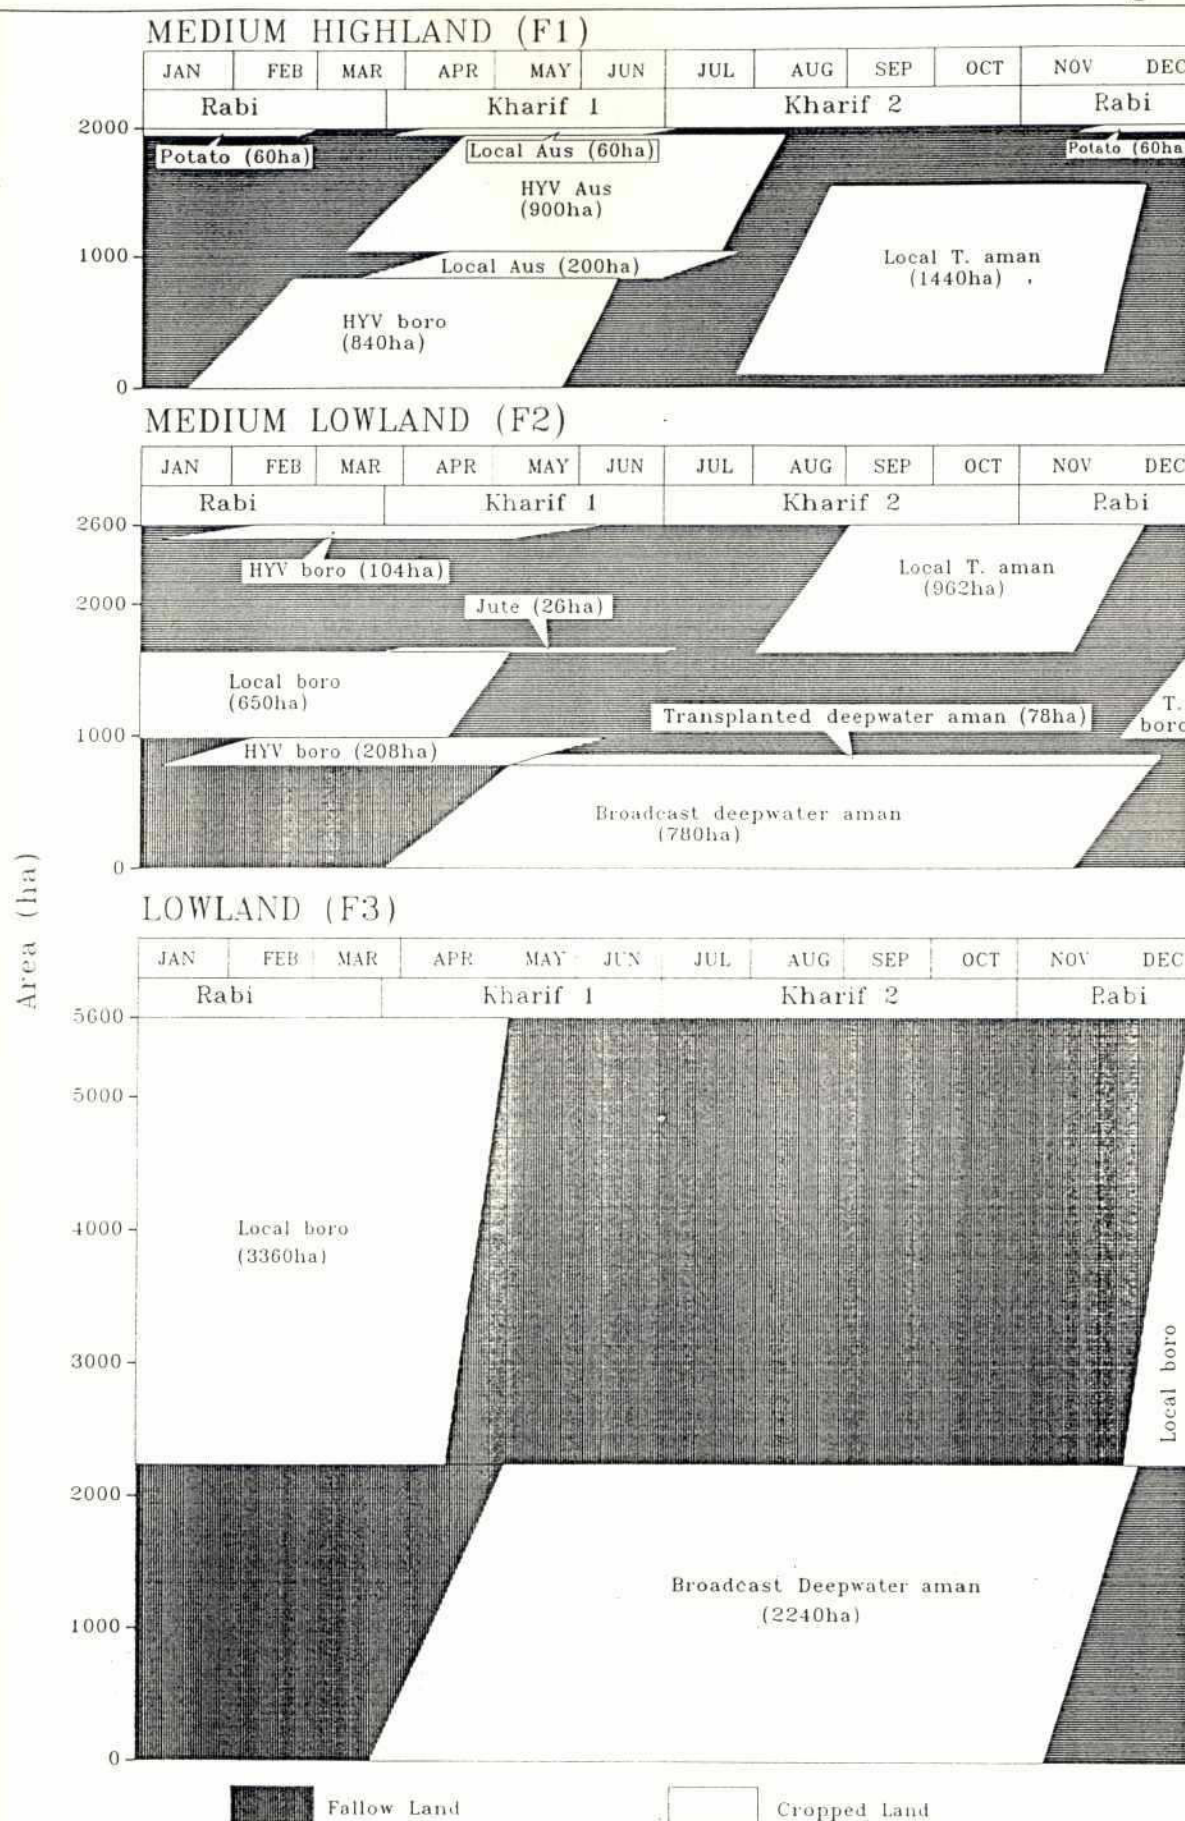 MEDIUM HIGHLAND (F1)
JAN FEB MAR APR MAY JUN JUL AUG SEP OCT NOV DEC
Rabi Kharif 1 Kharif 2 Rabi
2000
Potato (60ha)
Local Aus (60ha)
Potato (60ha
HYV Aus
(900ha)
1000
Local Aus (200ha)
Local T. aman
(1440ha)
HYV boro
(840ha)
0
MEDIUM LOWLAND (F2)
JAN FEB MAR APR MAY JUN JUL AUG SEP OCT NOV DEC
Rabi Kharif 1 Kharif 2 Rabi
2600
HYV boro (104ha)
Local T. aman
(962ha)
2000
Jute (26ha)
Local boro
(650ha)
T.
boro
Transplanted deepwater aman (78ha)
1000
HYV boro (208ha)
Broadcast deepwater aman
(780ha)
0
Area (ha)
LOWLAND (F3)
JAN FEB MAR APR MAY JUN JUL AUG SEP OCT NOV DEC
Rabi Kharif 1 Kharif 2 Rabi
5600
5000
4000
Local boro
(3360ha)
3000
Local boro
2000
Broadcast Deepwater aman
(2240ha)
1000
0
Fallow Land
Cropped Land